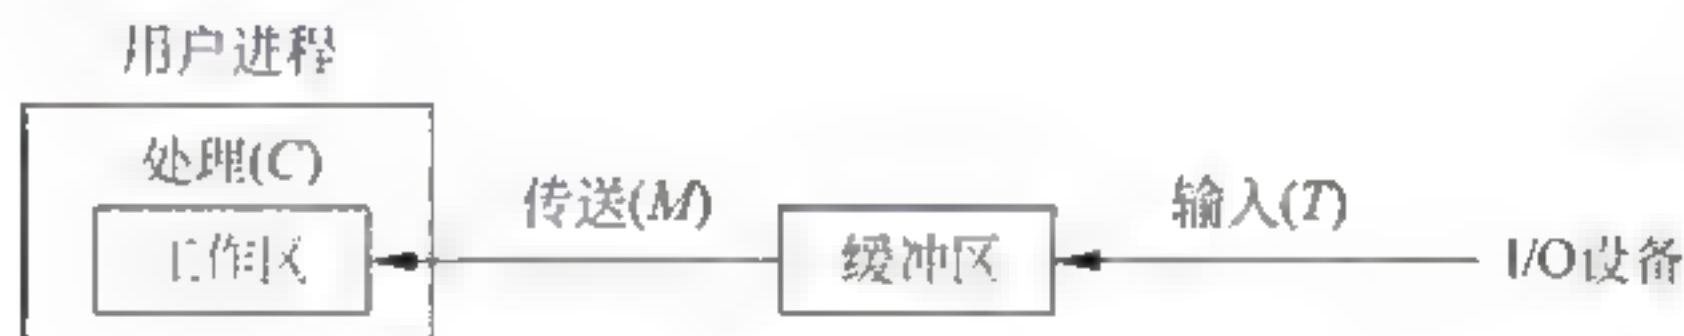 用户进程
处理(C)
传送(M)
输入(T)
工作区
缓冲区
I/O设备